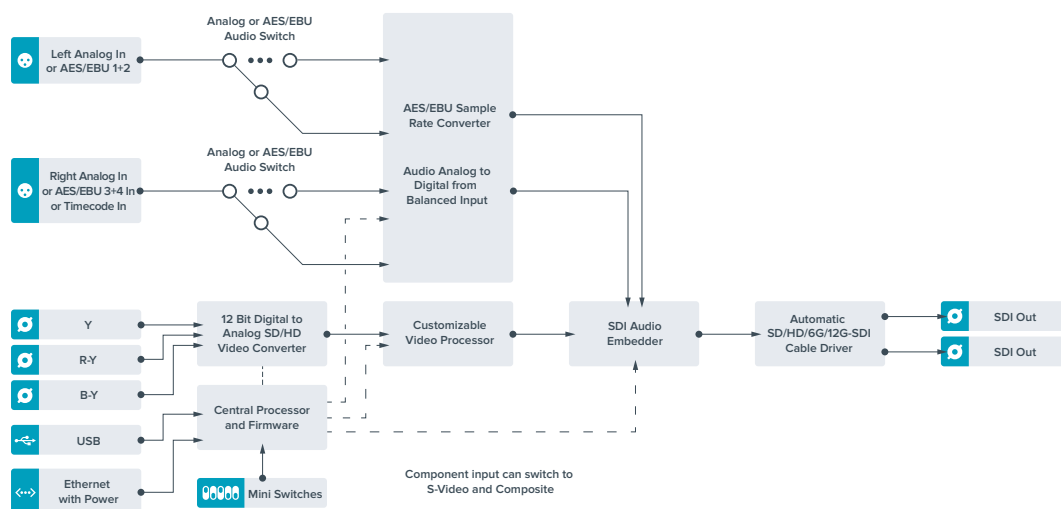 Analog or AES/EBU
Audio Switch
Left Analog In
or AES/EBU 1+2
AES/EBU Sample
Rate Converter
Analog or AES/EBU
Audio Switch
Right Analog In
or AES/EBU 3+4 In
or Timecode In
Audio Analog to
Digital from
Balanced Input
Y
R-Y
B-Y
12 Bit Digital to
Analog SD/HD
Video Converter
Customizable
Video Processor
SDI Audio
Embedder
Automatic
SD/HD/6G/12G-SDI
Cable Driver
SDI Out
SDI Out
USB
Central Processor
and Firmware
Ethernet
with Power
Mini Switches
Component input can switch to
S-Video and Composite